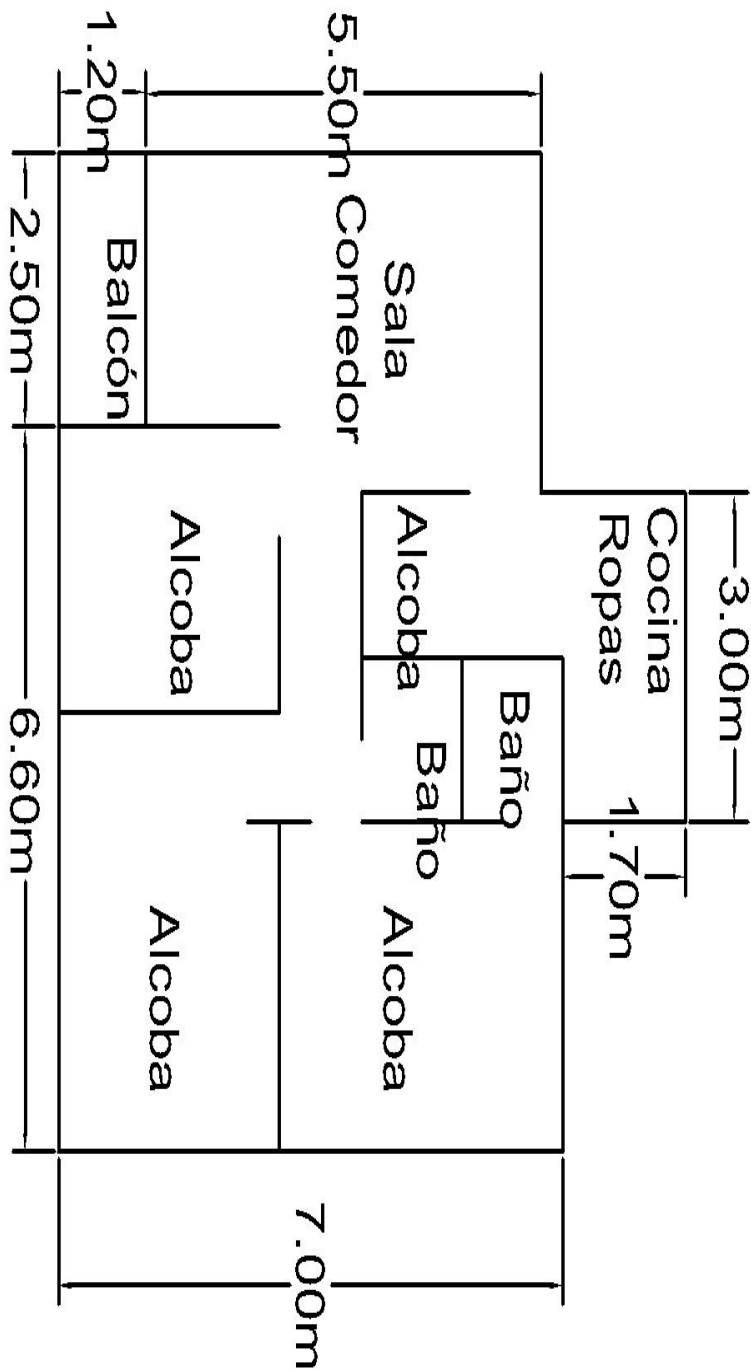 3.00m
Cocina
Ropas
1.70m
5.50m
Sala
Comedor
Alcoba
Baño
Baño
Alcoba
7.00m
1.20m
Balcón
Alcoba
Alcoba
2.50m
6.60m